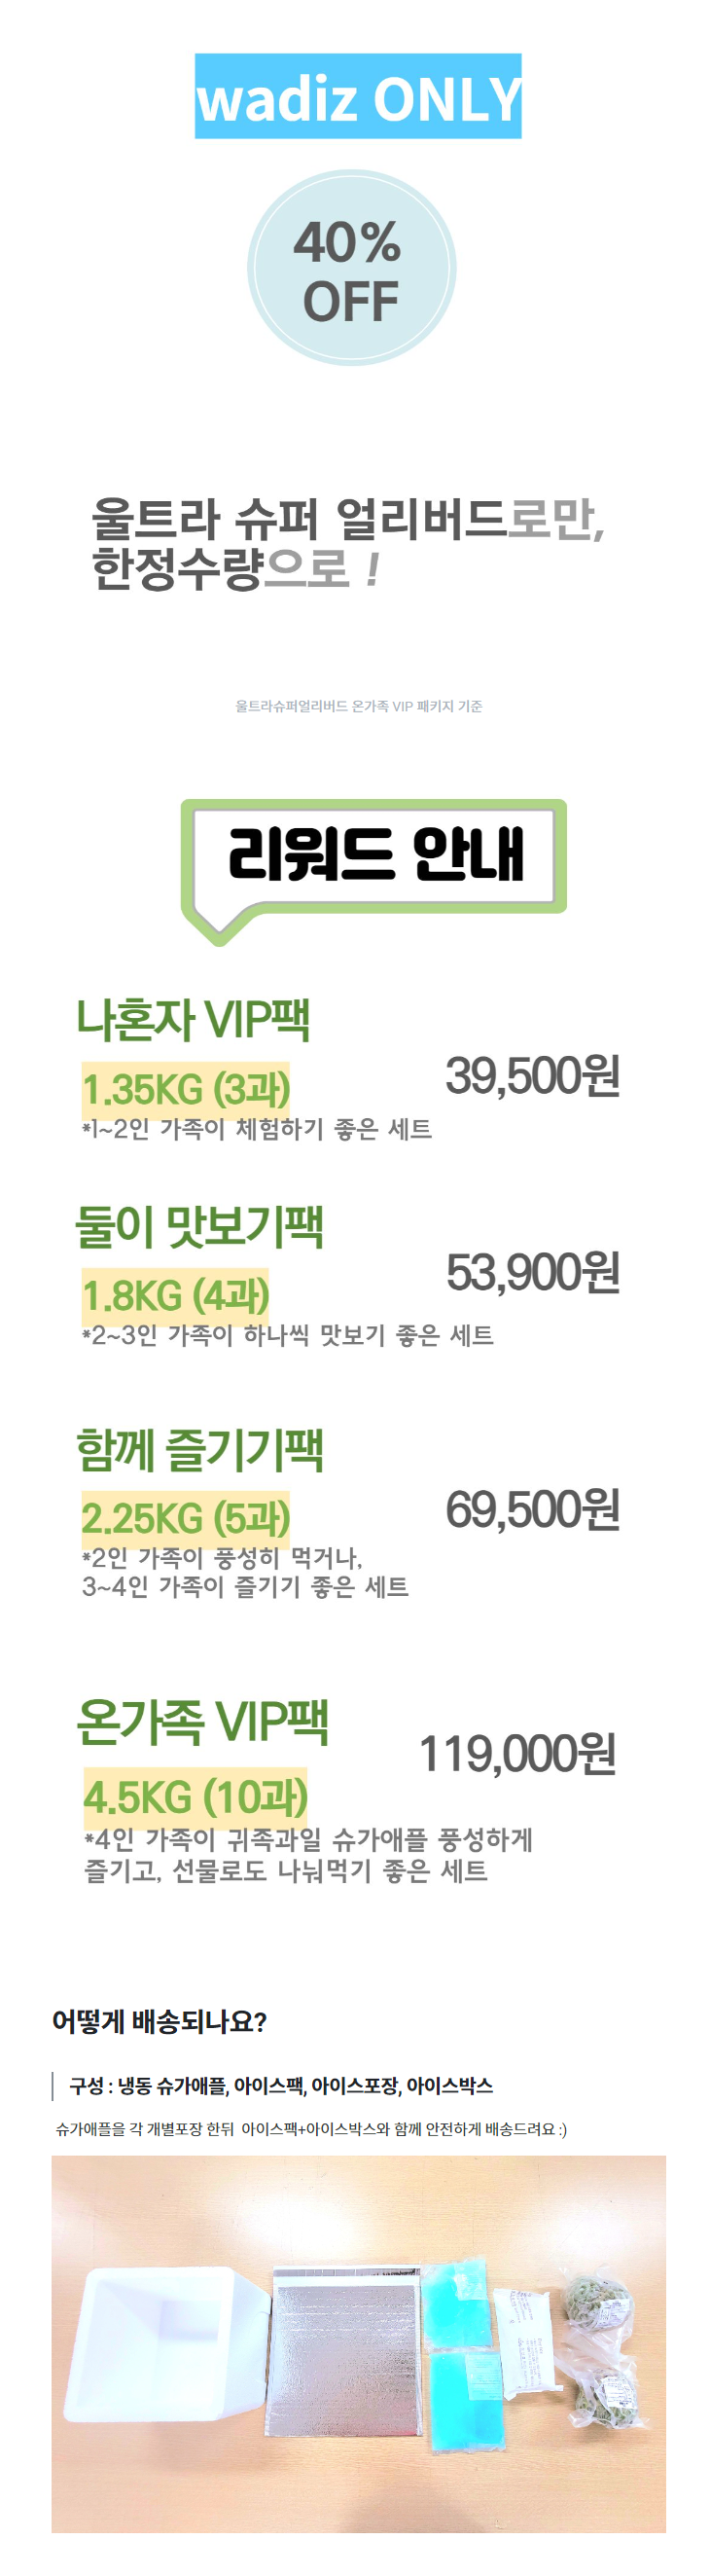 wadiz ONLY
40%
OFF
울트라 슈퍼 얼리버드로만,
한정수량으로 !
울트라슈퍼얼리버드 온가족 VIP 패키지 기준
리워드 안내
나혼자 VIP팩
1.35KG (3과)
39,500원
*1~2인 가족이 체험하기 좋은 세트
둘이 맛보기팩
1.8KG (4과)
53,900원
*2~3인 가족이 하나씩 맛보기 좋은 세트
함께 즐기기팩
2.25KG (5과)
69,500원
*2인 가족이 풍성히 먹거나,
3~4인 가족이 즐기기 좋은 세트
온가족 VIP팩
4.5KG (10과)
119,000원
*4인 가족이 귀족과일 슈가애플 풍성하게
즐기고, 선물로도 나눠먹기 좋은 세트
어떻게 배송되나요?
구성 : 냉동 슈가애플, 아이스팩, 아이스포장, 아이스박스
슈가애플을 각 개별포장 한뒤 아이스팩+아이스박스와 함께 안전하게 배송드려요 :)